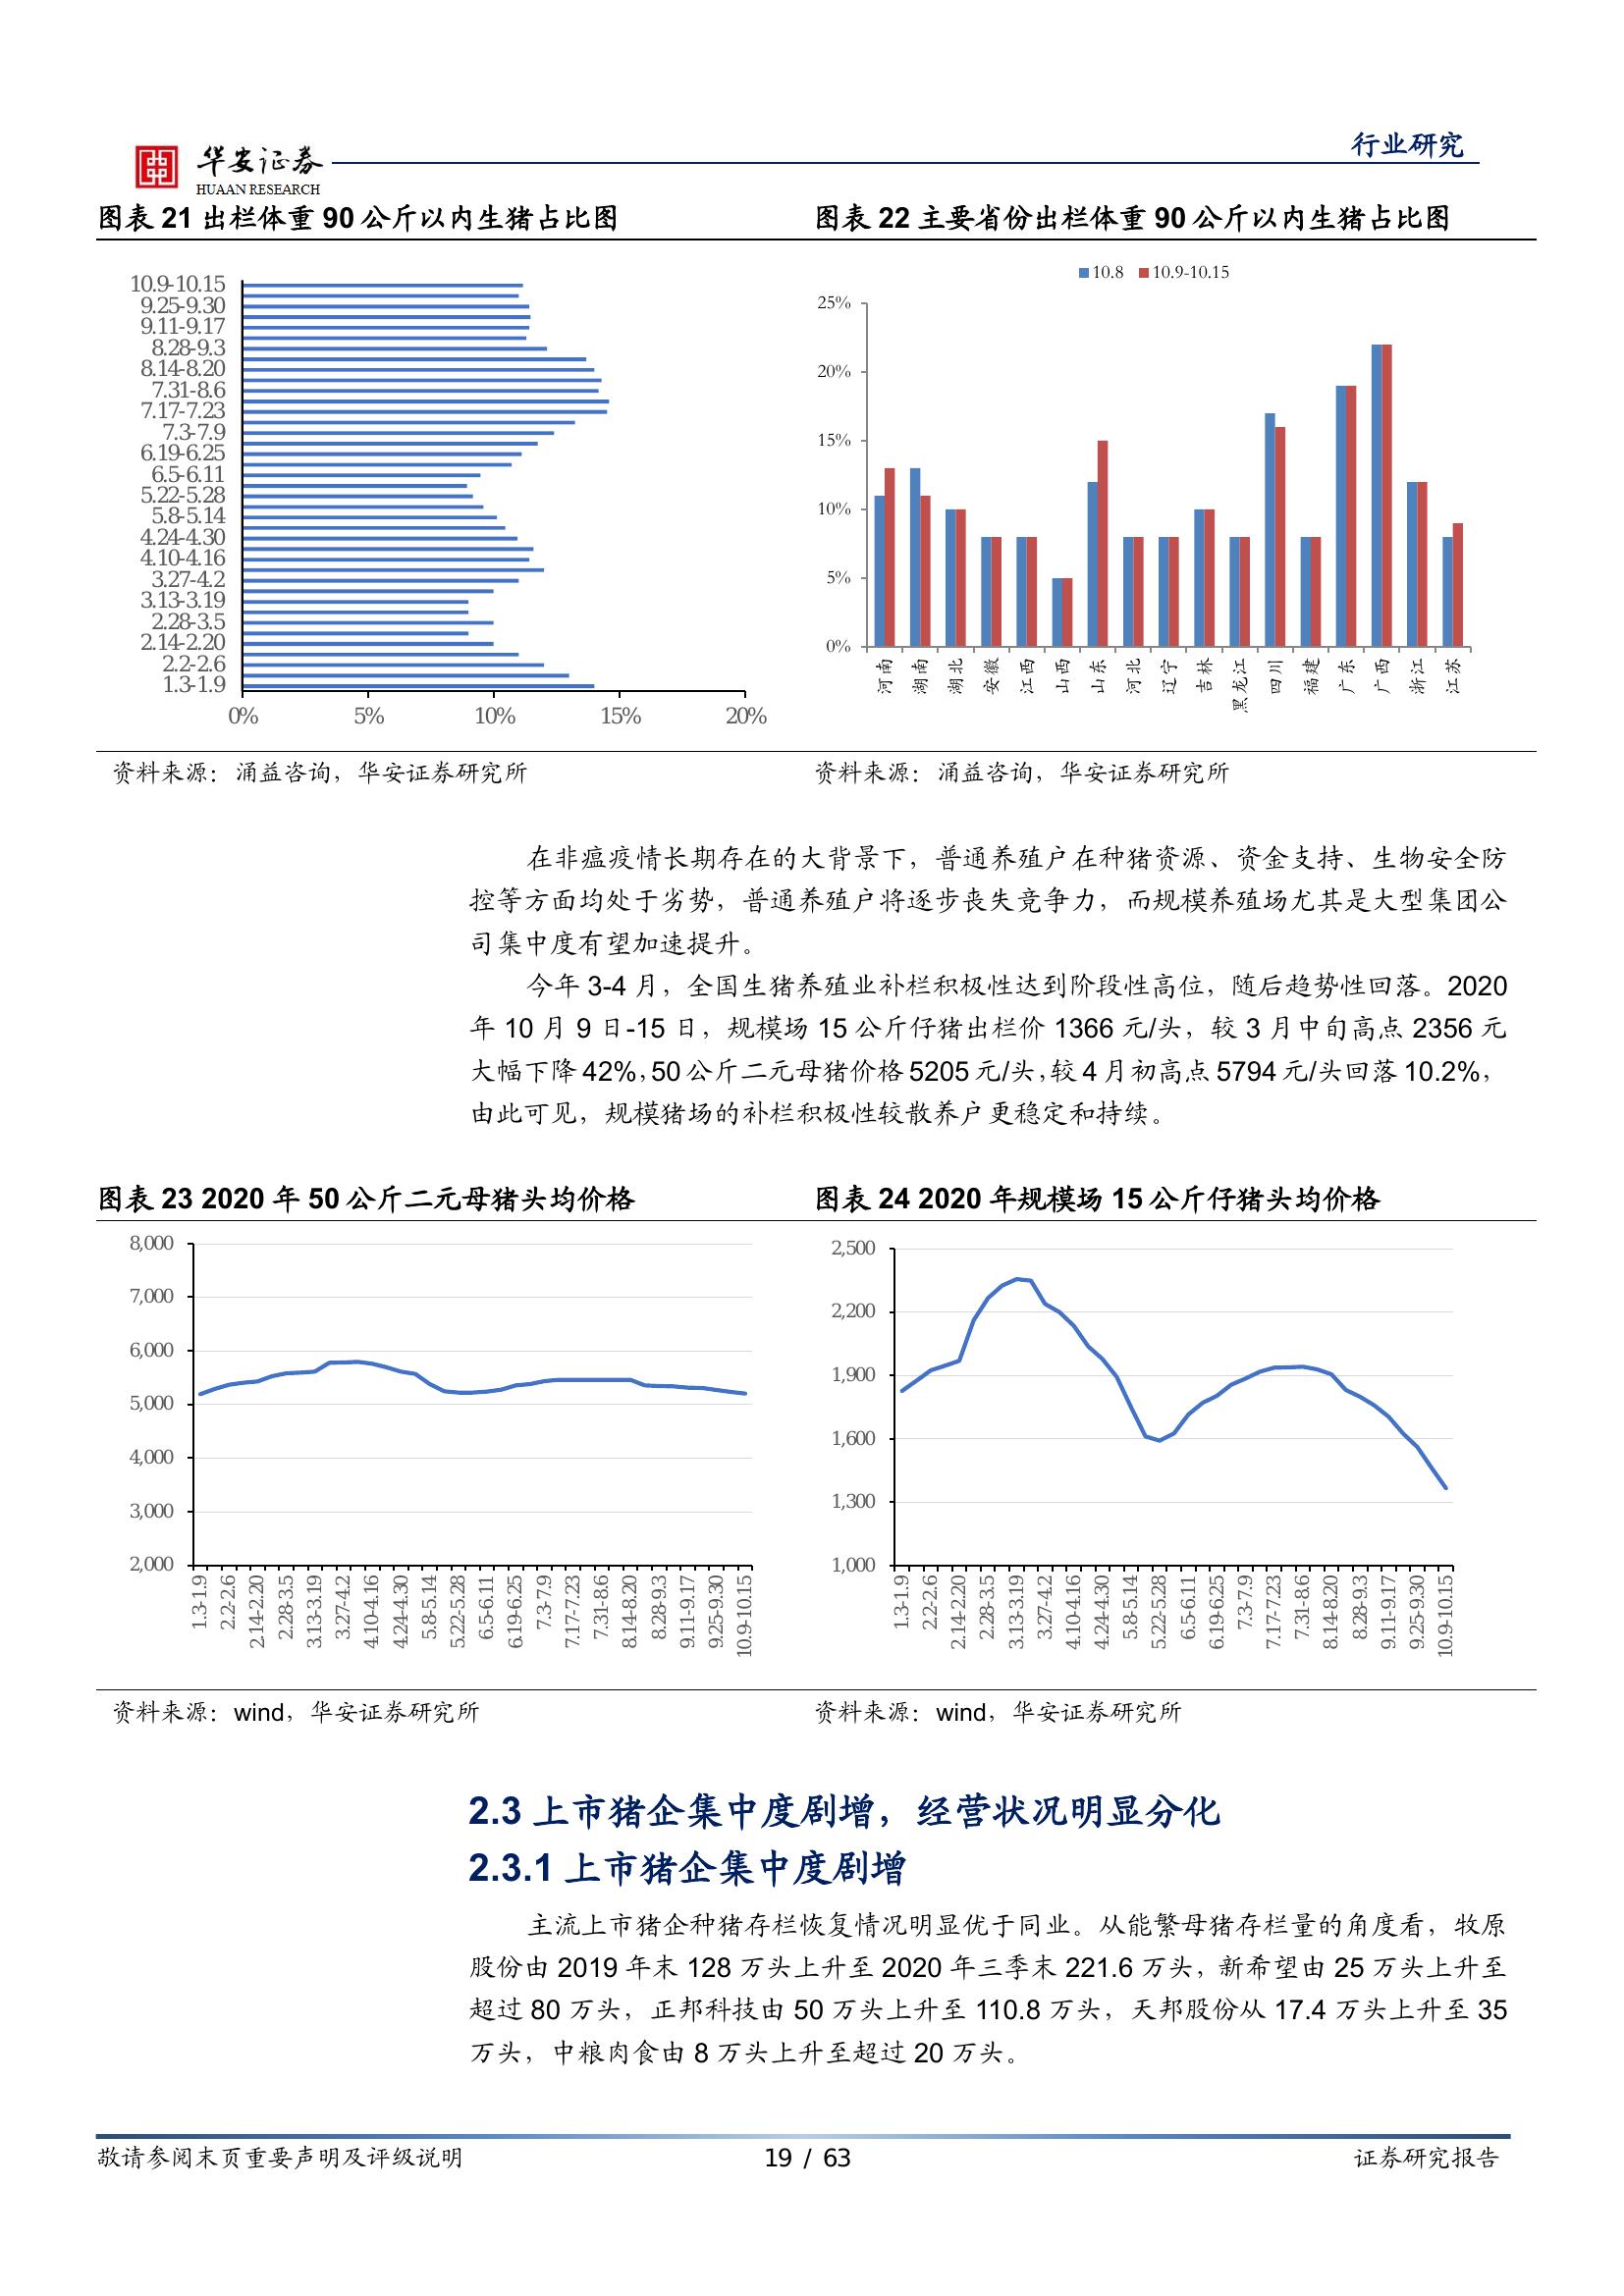 行业研究
华安证券
HUAAN RESEARCH
图表 21 出栏体重 90 公斤以内生猪占比图
10.9-10.15
9.25-9.30
9.11-9.17
8.28-9.3
8.14-8.20
7.31-8.6
7.17-7.23
7.3-7.9
6.19-6.25
6.5-6.11
5.22-5.28
5.8-5.14
4.24-4.30
4.10-4.16
3.27-4.2
3.13-3.19
2.28-3.5
2.14-2.20
2.2-2.6
1.3-1.9
0% 5% 10% 15% 20%
资料来源：涌益咨询，华安证券研究所
图表 22 主要省份出栏体重 90 公斤以内生猪占比图
10.8 10.9-10.15
25%
20%
15%
10%
5%
0%
河南 湖南 湖北 安徽 江西 山西 山东 河北 辽宁 吉林 黑龙江 四川 福建 广东 广西 浙江 江苏
资料来源：涌益咨询，华安证券研究所
在非瘟疫情长期存在的大背景下，普通养殖户在种猪资源、资金支持、生物安全防
控等方面均处于劣势，普通养殖户将逐步丧失竞争力，而规模养殖场尤其是大型集团公
司集中度有望加速提升。
今年 3-4 月，全国生猪养殖业补栏积极性达到阶段性高位，随后趋势性回落。2020
年 10 月 9 日-15 日，规模场 15 公斤仔猪出栏价 1366 元/头，较 3 月中旬高点 2356 元
大幅下降 42%，50 公斤二元母猪价格 5205 元/头，较 4 月初高点 5794 元/头回落 10.2%，
由此可见，规模猪场的补栏积极性较散养户更稳定和持续。
图表 23 2020 年 50 公斤二元母猪头均价格
8,000
7,000
6,000
5,000
4,000
3,000
2,000
1.3-1.9 2.2-2.6 2.14-2.20 2.28-3.5 3.13-3.19 3.27-4.2 4.10-4.16 4.24-4.30 5.8-5.14 5.22-5.28 6.5-6.11 6.19-6.25 7.3-7.9 7.17-7.23 7.31-8.6 8.14-8.20 8.28-9.3 9.11-9.17 9.25-9.30 10.9-10.15
资料来源：wind，华安证券研究所
图表 24 2020 年规模场 15 公斤仔猪头均价格
2,500
2,200
1,900
1,600
1,300
1,000
1.3-1.9 2.2-2.6 2.14-2.20 2.28-3.5 3.13-3.19 3.27-4.2 4.10-4.16 4.24-4.30 5.8-5.14 5.22-5.28 6.5-6.11 6.19-6.25 7.3-7.9 7.17-7.23 7.31-8.6 8.14-8.20 8.28-9.3 9.11-9.17 9.25-9.30 10.9-10.15
资料来源：wind，华安证券研究所
2.3 上市猪企集中度剧增，经营状况明显分化
2.3.1 上市猪企集中度剧增
主流上市猪企种猪存栏恢复情况明显优于同业。从能繁母猪存栏量的角度看，牧原
股份由 2019 年末 128 万头上升至 2020 年三季末 221.6 万头，新希望由 25 万头上升至
超过 80 万头，正邦科技由 50 万头上升至 110.8 万头，天邦股份从 17.4 万头上升至 35
万头，中粮肉食由 8 万头上升至超过 20 万头。
敬请参阅末页重要声明及评级说明
19 / 63
证券研究报告